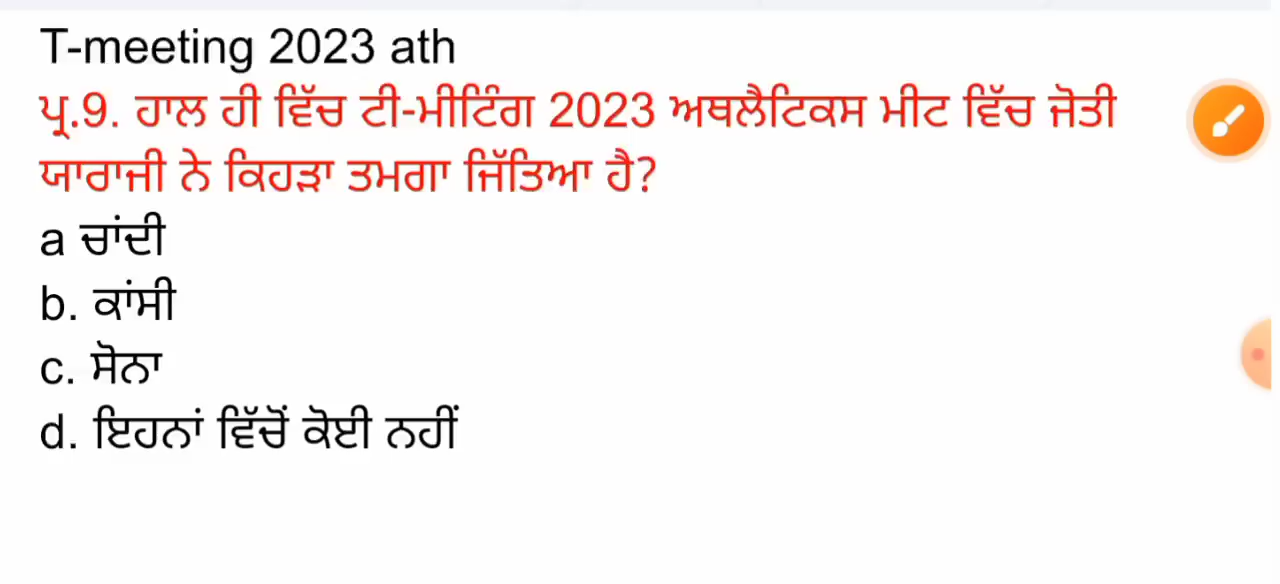 T-meeting 2023 ath
ਪ੍ਰ.9. ਹਾਲ ਹੀ ਵਿੱਚ ਟੀ-ਮੀਟਿੰਗ 2023 ਅਥਲੈਟਿਕਸ ਮੀਟ ਵਿੱਚ ਜੋਤੀ
ਯਾਰਾਜੀ ਨੇ ਕਿਹੜਾ ਤਮਗਾ ਜਿੱਤਿਆ ਹੈ?
a ਚਾਂਦੀ
b. ਕਾਂਸੀ
c. ਸੋਨਾ
d. ਇਹਨਾਂ ਵਿੱਚੋਂ ਕੋਈ ਨਹੀਂ